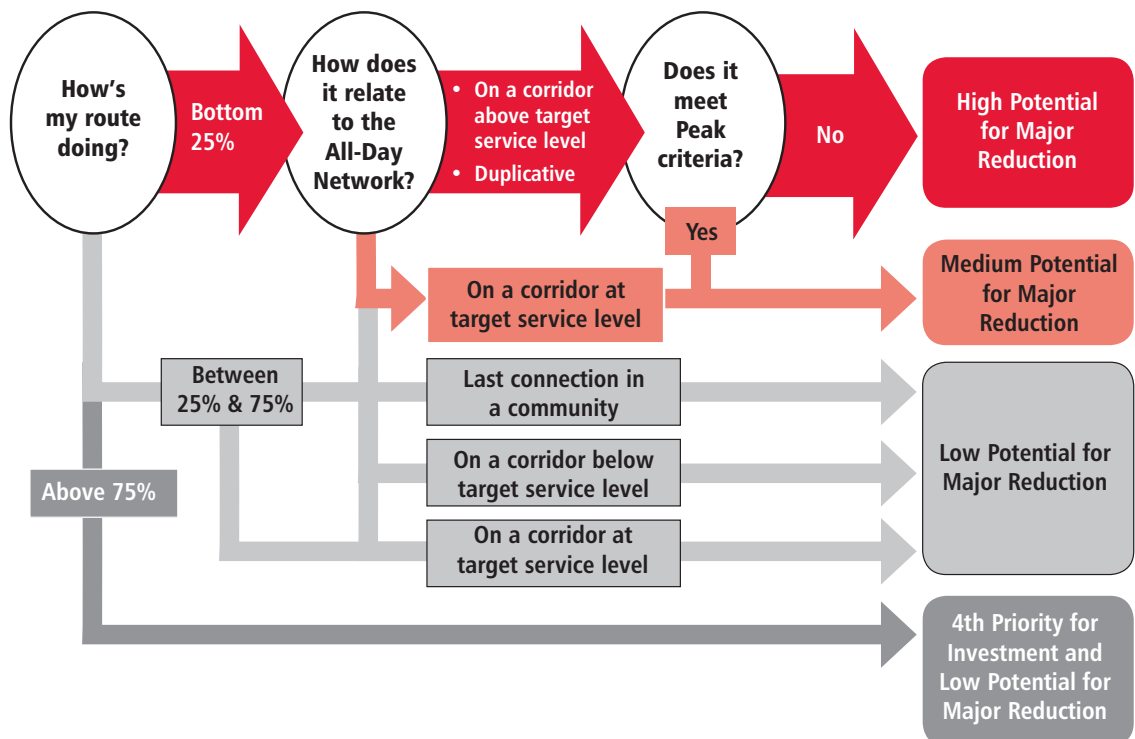 How's
my route
doing?
Bottom
25%
How does
it relate
to the
All-Day
Network?
• On a corridor
above target
service level
• Duplicative
Does it
meet
Peak
criteria?
No
High Potential
for Major
Reduction
Yes
On a corridor at
target service level
Medium Potential
for Major
Reduction
Between
25% & 75%
Last connection in
a community
On a corridor below
target service level
On a corridor at
target service level
Low Potential for
Major Reduction
Above 75%
4th Priority for
Investment and
Low Potential for
Major Reduction